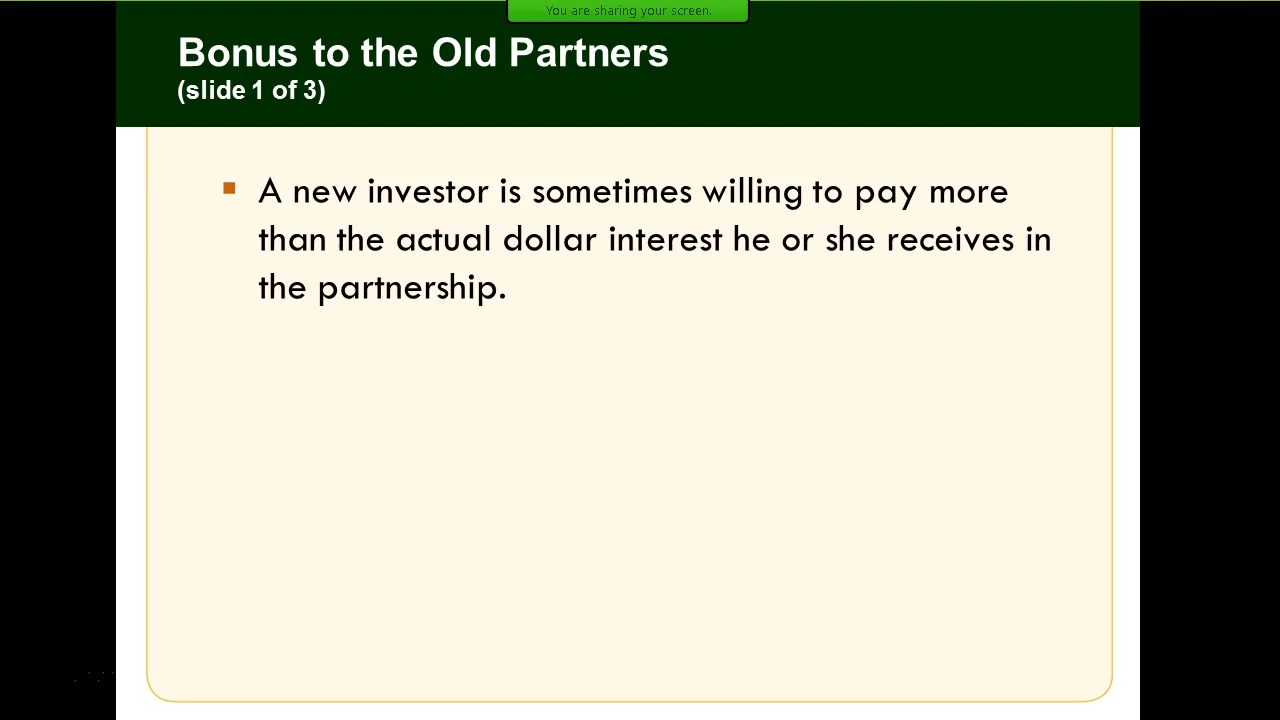 You are sharing your screen.
Bonus to the Old Partners
(slide 1 of 3)
A new investor is sometimes willing to pay more
than the actual dollar interest he or she receives in
the partnership.